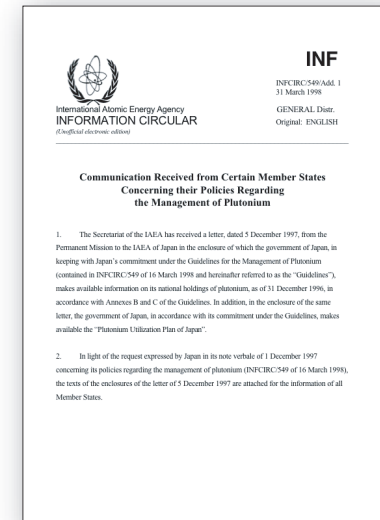 INF
INFCIRC/549/Add. 1
31 March 1998
GENERAL Distr.
Original: ENGLISH
International Atomic Energy Agency
INFORMATION CIRCULAR
(Unofficial electronic edition)
Communication Received from Certain Member States
Concerning their Policies Regarding
the Management of Plutonium
1. The Secretariat of the IAEA has received a letter, dated 5 December 1997, from the
Permanent Mission to the IAEA of Japan in the enclosure of which the government of Japan, in
keeping with Japan's commitment under the Guidelines for the Management of Plutonium
(contained in INFCIRC/549 of 16 March 1998 and hereinafter referred to as the "Guidelines"),
makes available information on its national holdings of plutonium, as of 31 December 1996, in
accordance with Annexes B and C of the Guidelines. In addition, in the enclosure of the same
letter, the government of Japan, in accordance with its commitment under the Guidelines, makes
available the "Plutonium Utilization Plan of Japan".
2. In light of the request expressed by Japan in its note verbale of 1 December 1997
concerning its policies regarding the management of plutonium (INFCIRC/549 of 16 March 1998),
the texts of the enclosures of the letter of 5 December 1997 are attached for the information of all
Member States.